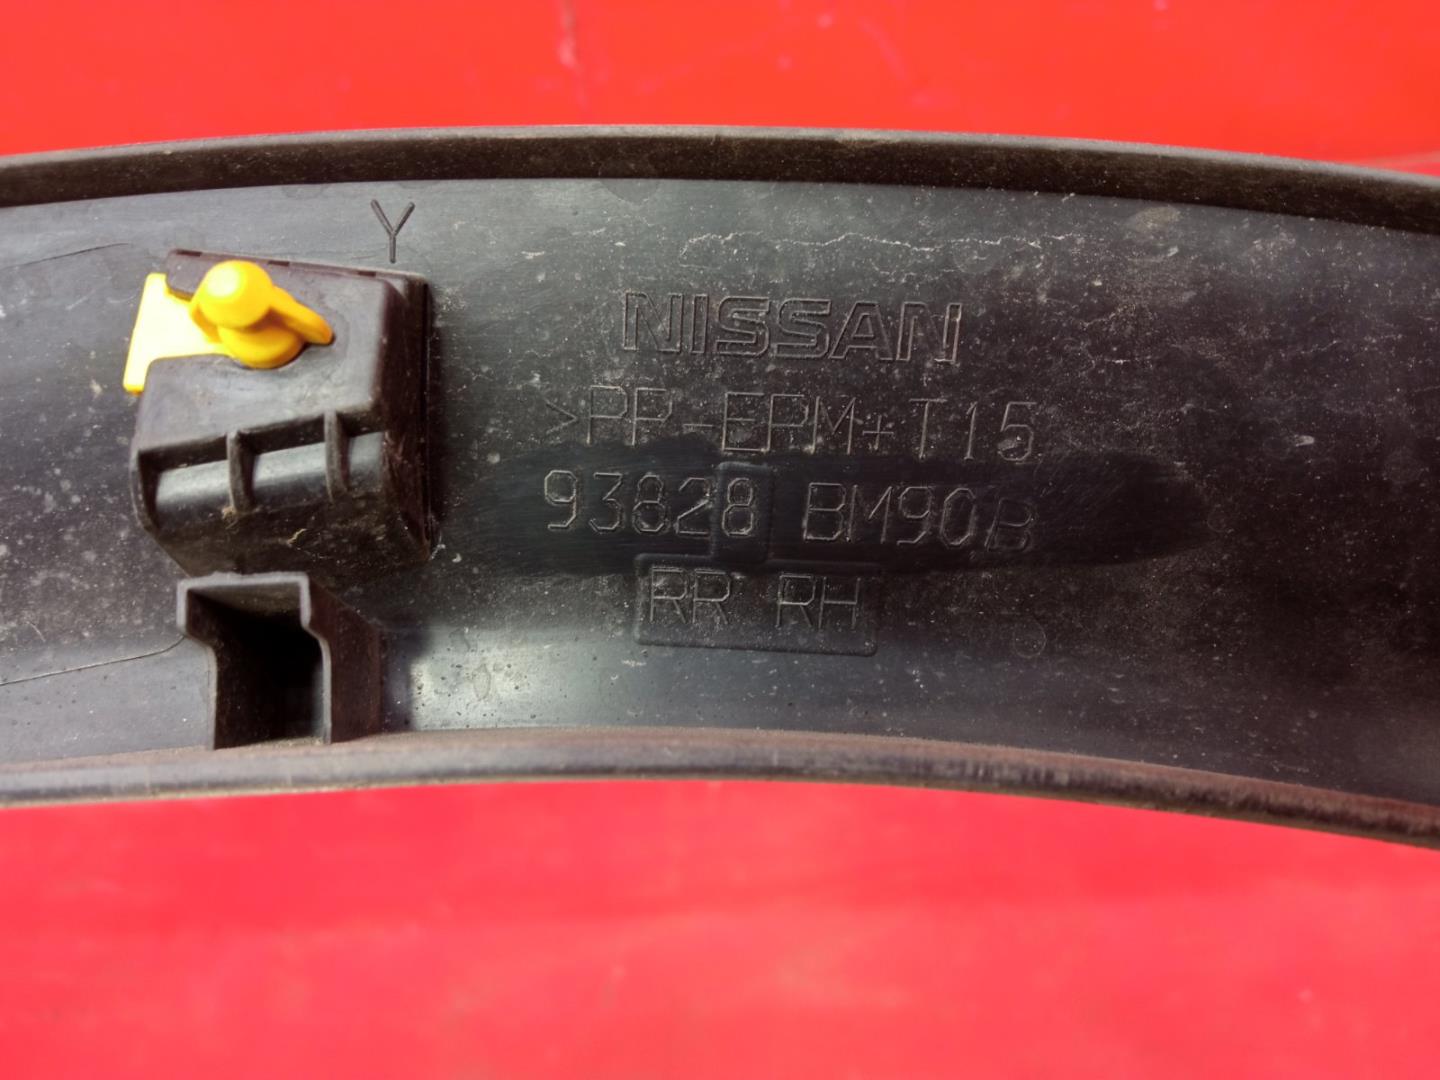 Y
NISSAN
>PP-EPM+T15
93828 BM90B
RR RH